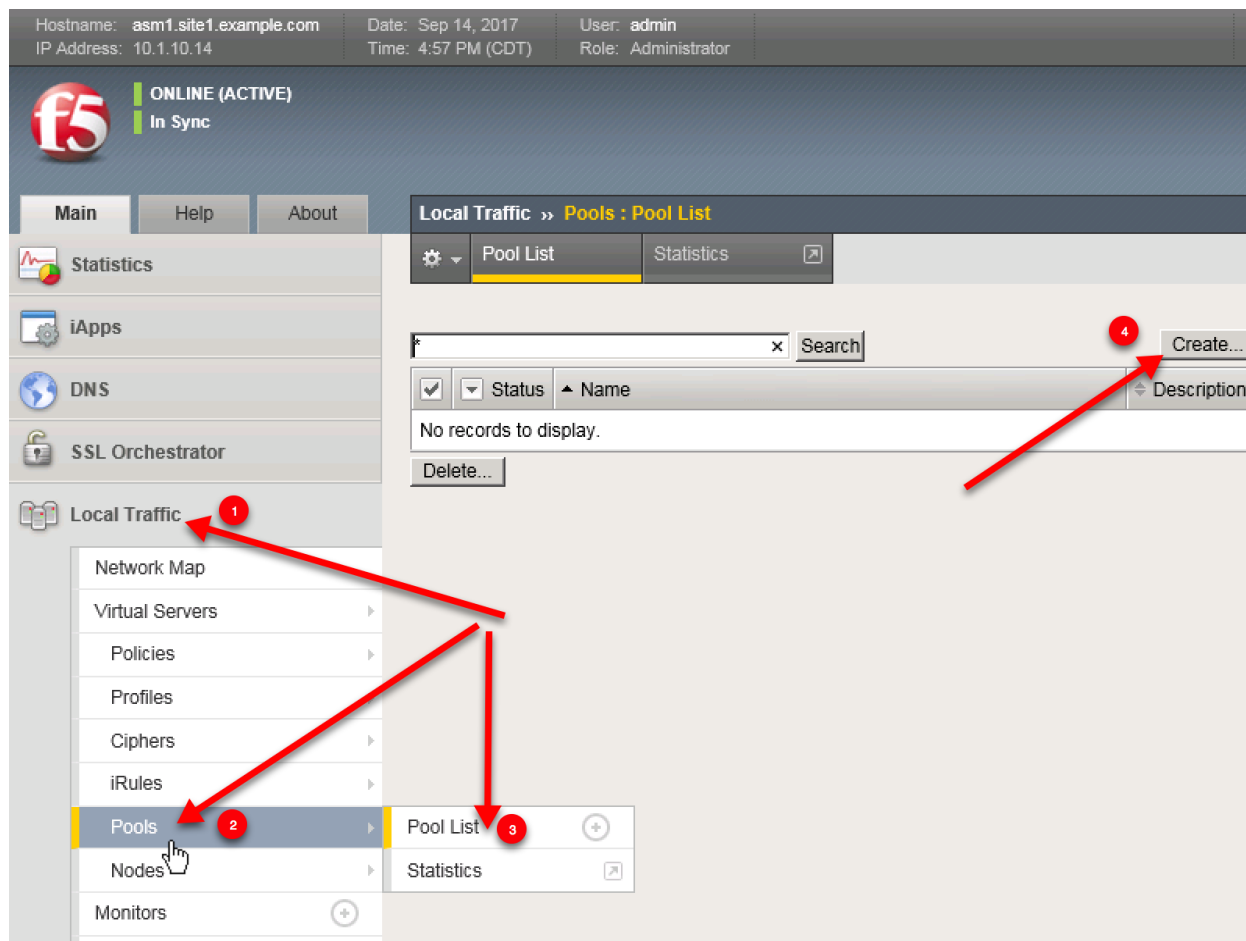 Hostname: asm1.site1.example.com Date: Sep 14, 2017 User: admin
IP Address: 10.1.10.14 Time: 4:57 PM (CDT) Role: Administrator
f5
ONLINE (ACTIVE)
In Sync
Main Help About
Local Traffic ›› Pools : Pool List
Pool List Statistics
Statistics
iApps
DNS
SSL Orchestrator
Local Traffic 1
Network Map
Virtual Servers
Policies
Profiles
Ciphers
iRules
Pools 2
Nodes
Monitors
* × Search 4 Create...
Status Name Description
No records to display.
Delete...
Pool List 3
Statistics